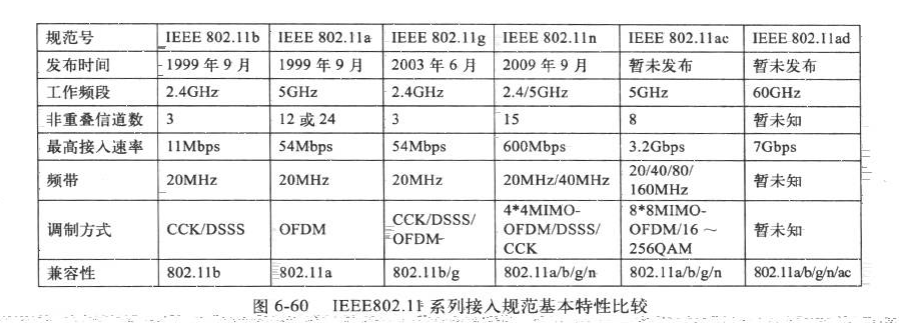 规范号 IEEE 802.11b IEEE 802.11a IEEE 802.11g IEEE 802.11n IEEE 802.11ac IEEE 802.11ad
发布时间 1999 年 9 月 1999 年 9 月 2003 年 6 月 2009 年 9 月 暂未发布 暂未发布
工作频段 2.4GHz 5GHz 2.4GHz 2.4/5GHz 5GHz 60GHz
非重叠信道数 3 12 或 24 3 15 8 暂未知
最高接入速率 11Mbps 54Mbps 54Mbps 600Mbps 3.2Gbps 7Gbps
频带 20MHz 20MHz 20MHz 20MHz/40MHz 20/40/80/
160MHz 暂未知
调制方式 CCK/DSSS OFDM CCK/DSSS/
OFDM 4*4MIMO-
OFDM/DSSS/
CCK 8*8MIMO-
OFDM/16～
256QAM 暂未知
兼容性 802.11b 802.11a 802.11b/g 802.11a/b/g/n 802.11a/b/g/n 802.11a/b/g/n/ac
图 6-60 IEEE802.11 系列接入规范基本特性比较